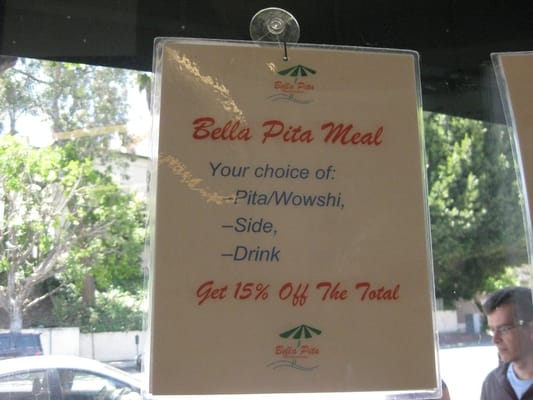 Bella Pita
Bella Pita Meal
Your choice of:
–Pita/Wowshi,
–Side,
–Drink
Get 15% Off The Total
Bella Pita